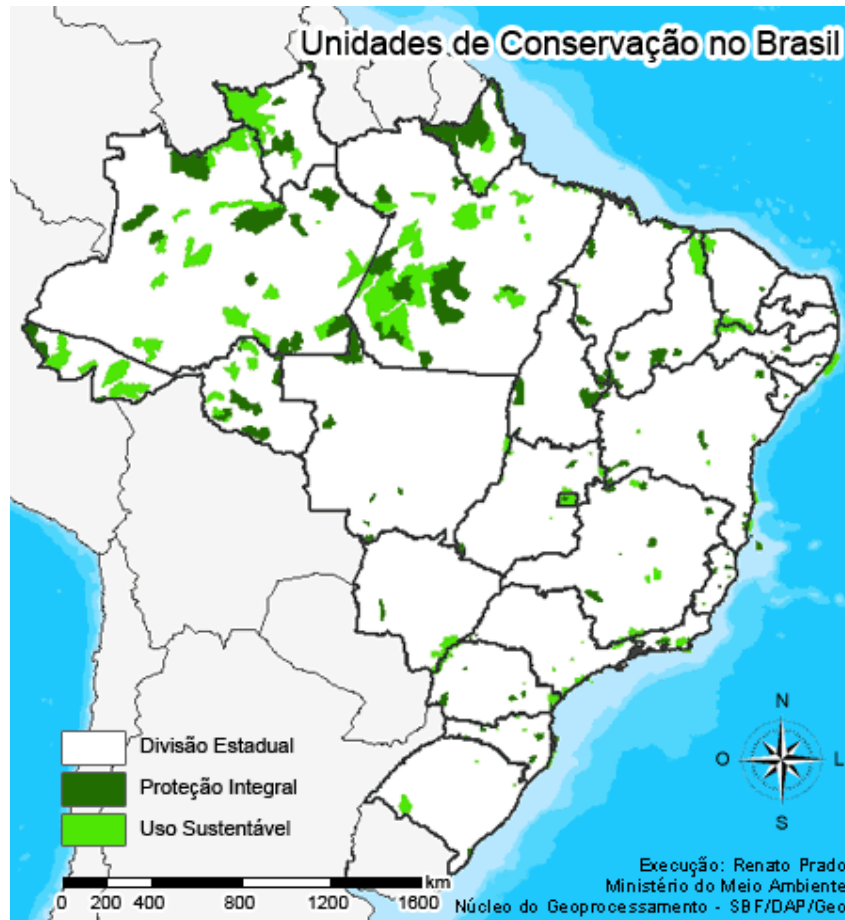 Unidades de Conservação no Brasil
N
O
L
S
Divisão Estadual
Proteção Integral
Uso Sustentável
km
0 200 400 800 1200 1600
Execução: Renato Prado
Ministério do Meio Ambiente
Núcleo do Geoprocessamento - SBF/DAP/Geo